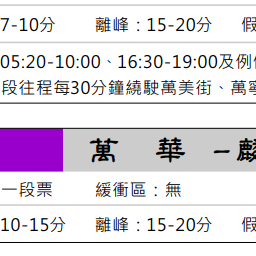 7-10分 離峰：15-20分 假
05:20-10:00、16:30-19:00及例
段往程每30分鐘繞駛萬美街、萬寧
萬 華 －麟
一段票 緩衝區：無
10-15分 離峰：15-20分 假